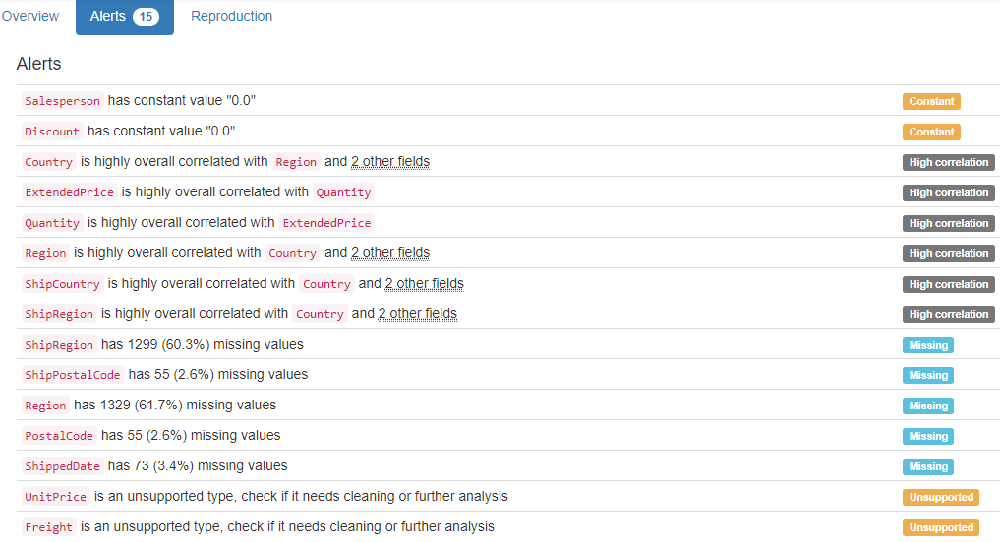 Overview Alerts 15 Reproduction
Alerts
Salesperson has constant value "0.0" Constant
Discount has constant value "0.0" Constant
Country is highly overall correlated with Region and 2 other fields High correlation
ExtendedPrice is highly overall correlated with Quantity High correlation
Quantity is highly overall correlated with ExtendedPrice High correlation
Region is highly overall correlated with Country and 2 other fields High correlation
ShipCountry is highly overall correlated with Country and 2 other fields High correlation
ShipRegion is highly overall correlated with Country and 2 other fields High correlation
ShipRegion has 1299 (60.3%) missing values Missing
ShipPostalCode has 55 (2.6%) missing values Missing
Region has 1329 (61.7%) missing values Missing
PostalCode has 55 (2.6%) missing values Missing
ShippedDate has 73 (3.4%) missing values Missing
UnitPrice is an unsupported type, check if it needs cleaning or further analysis Unsupported
Freight is an unsupported type, check if it needs cleaning or further analysis Unsupported